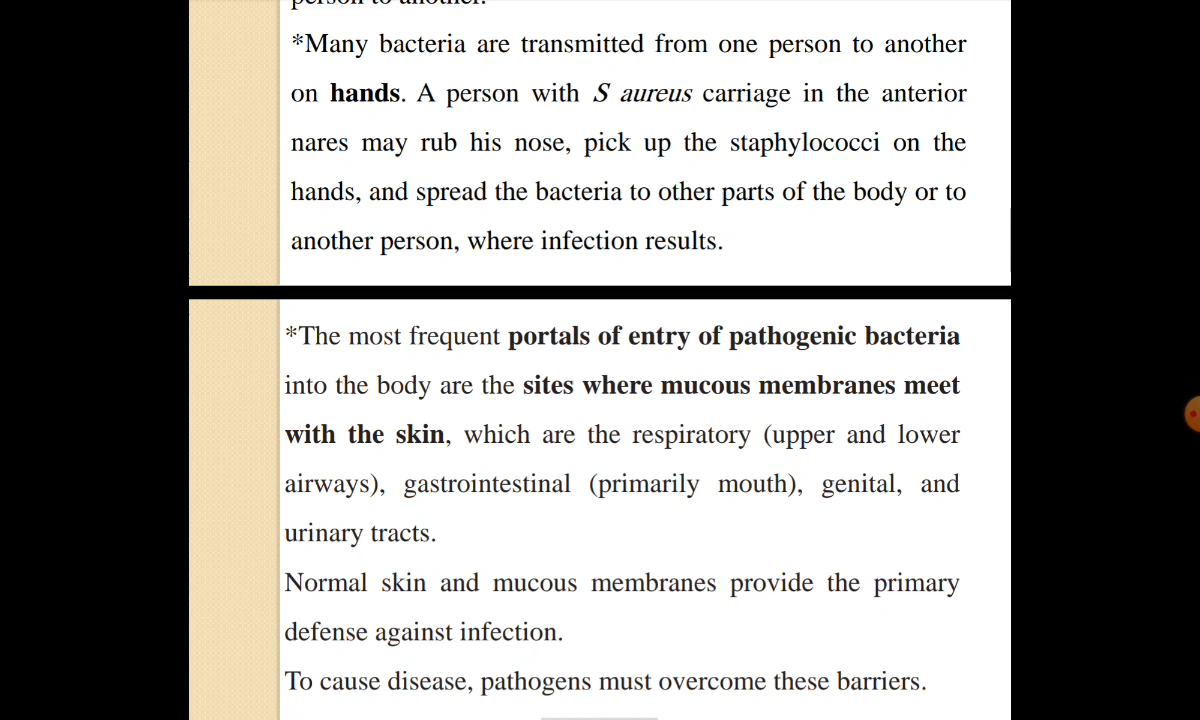 person to another.
*Many bacteria are transmitted from one person to another
on hands. A person with S aureus carriage in the anterior
nares may rub his nose, pick up the staphylococci on the
hands, and spread the bacteria to other parts of the body or to
another person, where infection results.
*The most frequent portals of entry of pathogenic bacteria
into the body are the sites where mucous membranes meet
with the skin, which are the respiratory (upper and lower
airways), gastrointestinal (primarily mouth), genital, and
urinary tracts.
Normal skin and mucous membranes provide the primary
defense against infection.
To cause disease, pathogens must overcome these barriers.